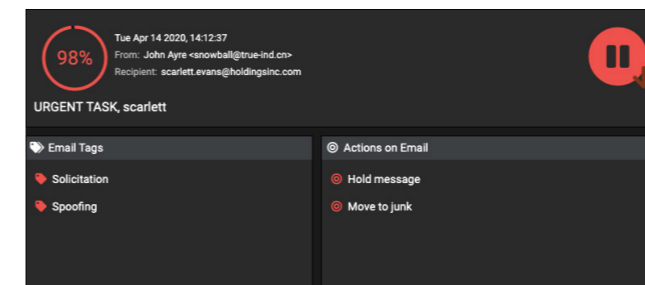 98%
Tue Apr 14 2020, 14:12:37
From: John Ayre <snowball@true-ind.cn>
Recipient: scarlett.evans@holdingsinc.com
URGENT TASK, scarlett
Email Tags
Solicitation
Spoofing
Actions on Email
Hold message
Move to junk